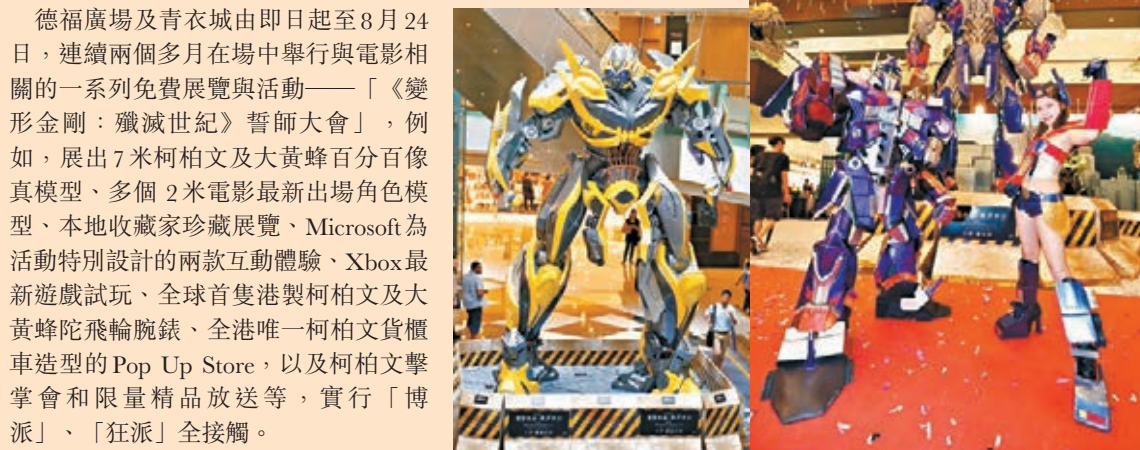 德福廣場及青衣城由即日起至8月24
日，連續兩個多月在場中舉行與電影相
關的一系列免費展覽與活動——「《變
形金剛：殲滅世紀》誓師大會」，例
如，展出7米柯柏文及大黃蜂百分百像
真模型、多個 2米電影最新出場角色模
型、本地收藏家珍藏展覽、Microsoft為
活動特別設計的兩款互動體驗、Xbox最
新遊戲試玩、全球首隻港製柯柏文及大
黃蜂陀飛輪腕錶、全港唯一柯柏文貨櫃
車造型的Pop Up Store，以及柯柏文擊
掌會和限量精品放送等，實行「博
派」、「狂派」全接觸。